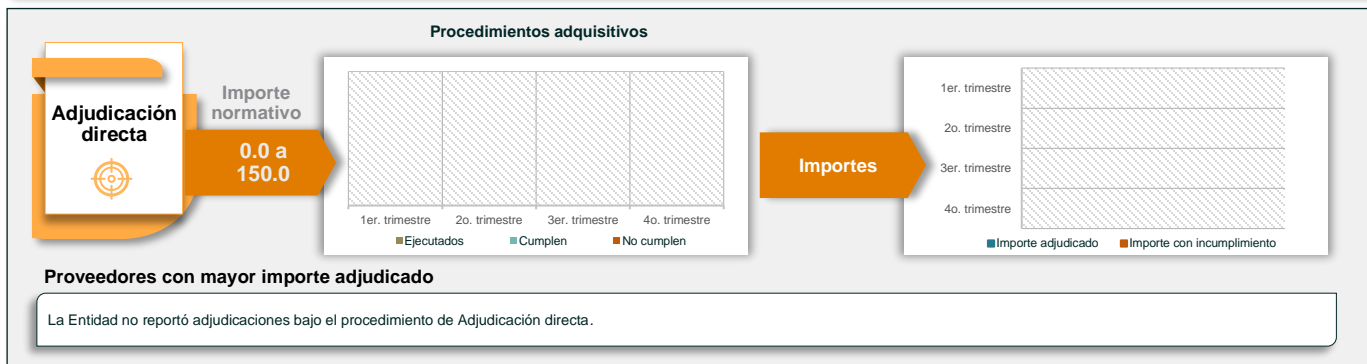 Procedimientos adquisitivos
Adjudicación
directa
Importe
normativo
0.0 a
150.0
1er. trimestre
2o. trimestre
3er. trimestre
4o. trimestre
Ejecutados
Cumplen
No cumplen
Importes
1er. trimestre
2o. trimestre
3er. trimestre
4o. trimestre
Importe adjudicado
Importe con incumplimiento
Proveedores con mayor importe adjudicado
La Entidad no reportó adjudicaciones bajo el procedimiento de Adjudicación directa.